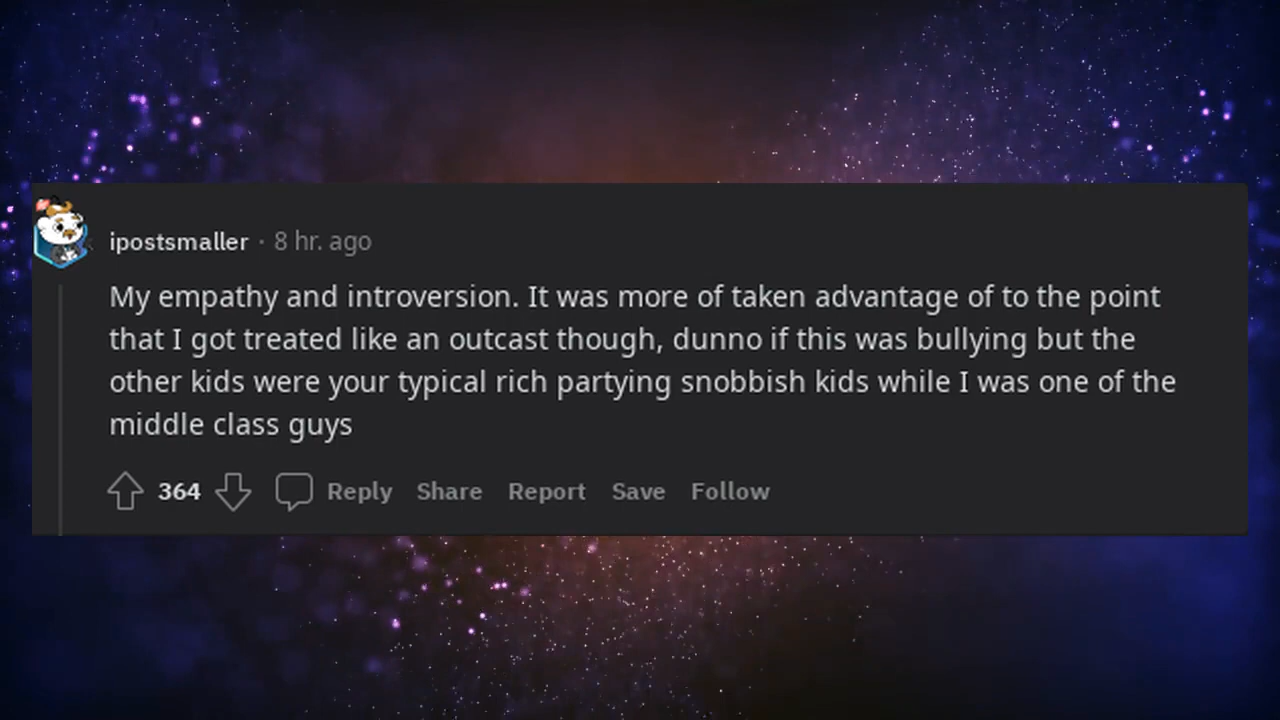 ipostsmaller · 8 hr. ago
My empathy and introversion. It was more of taken advantage of to the point
that I got treated like an outcast though, dunno if this was bullying but the
other kids were your typical rich partying snobbish kids while I was one of the
middle class guys
364 Reply Share Report Save Follow